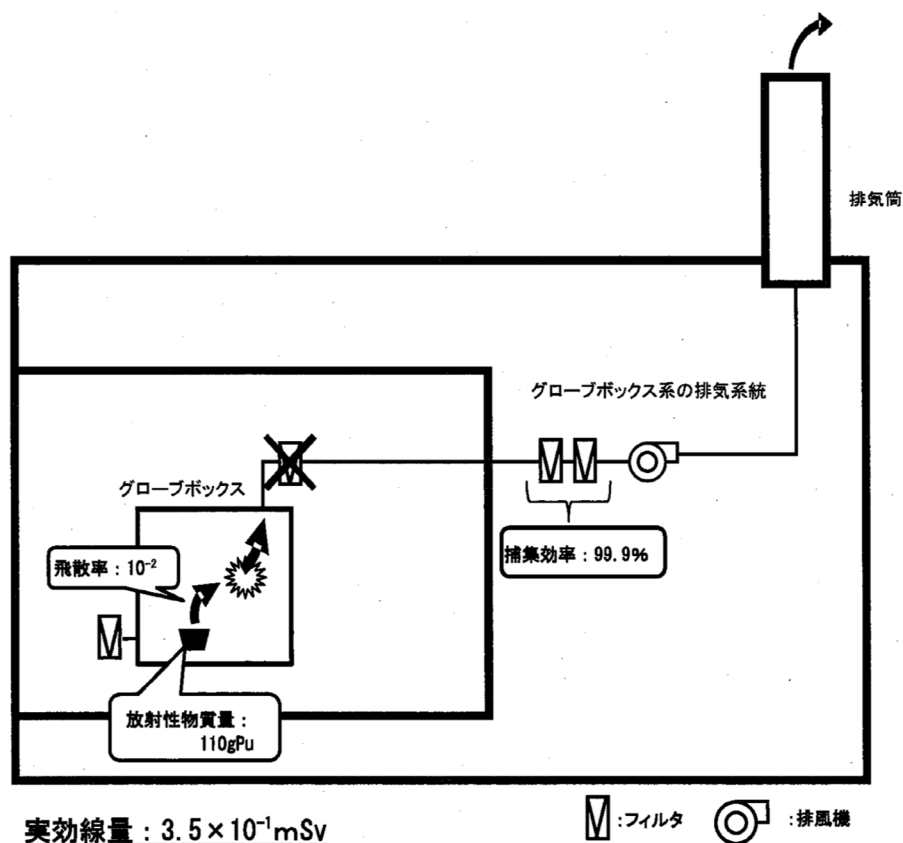 排気筒
グローブボックス系の排気系統
グローブボックス
飛散率：10⁻²
捕集効率：99.9%
放射性物質量：
110gPu
実効線量：3.5×10⁻¹mSv
:フィルタ
:排風機